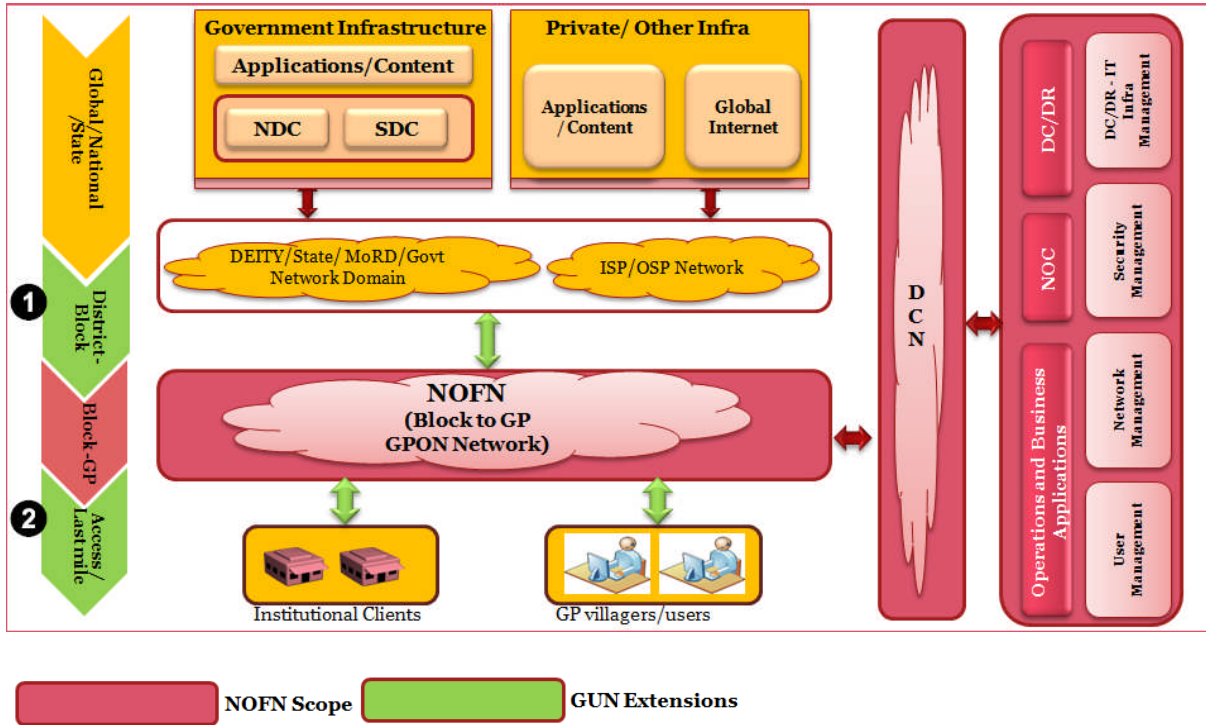 Global/National
/State
1
District-
Block
Block-GP
2
Access/
Last mile
Government Infrastructure
Applications/Content
NDC
SDC
Private/ Other Infra
Applications
/Content
Global
Internet
DEITY/State/ MoRD/Govt
Network Domain
ISP/OSP Network
NOFN
(Block to GP
GPON Network)
Institutional Clients
GP villagers/users
D
C
N
DC/DR
NOC
Operations and Business
Applications
DC/DR - IT
Infra
Management
Security
Management
Network
Management
User
Management
NOFN Scope
GUN Extensions